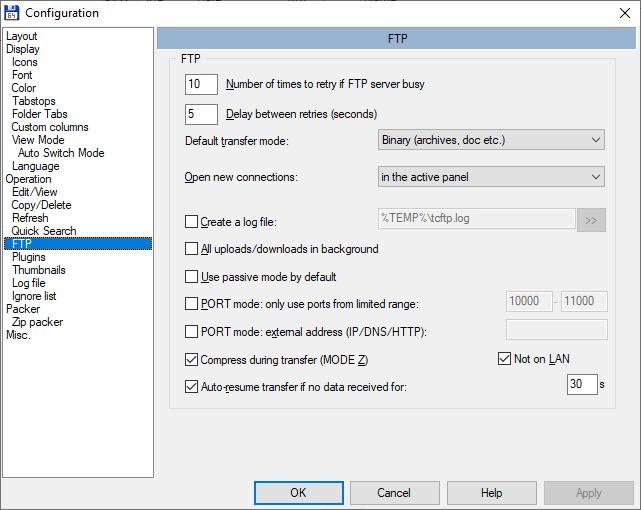 Configuration
Layout
Display
Icons
Font
Color
Tabstops
Folder Tabs
Custom columns
View Mode
Auto Switch Mode
Language
Operation
Edit/View
Copy/Delete
Refresh
Quick Search
FTP
Plugins
Thumbnails
Log file
Ignore list
Packer
Zip packer
Misc.
FTP
FTP
10 Number of times to retry if FTP server busy
5 Delay between retries (seconds)
Default transfer mode: Binary (archives, doc etc.)
Open new connections: in the active panel
Create a log file: %TEMP%\tcftp.log >>
All uploads/downloads in background
Use passive mode by default
PORT mode: only use ports from limited range: 10000 - 11000
PORT mode: external address (IP/DNS/HTTP):
Compress during transfer (MODE Z) Not on LAN
Auto-resume transfer if no data received for: 30 s
OK Cancel Help Apply